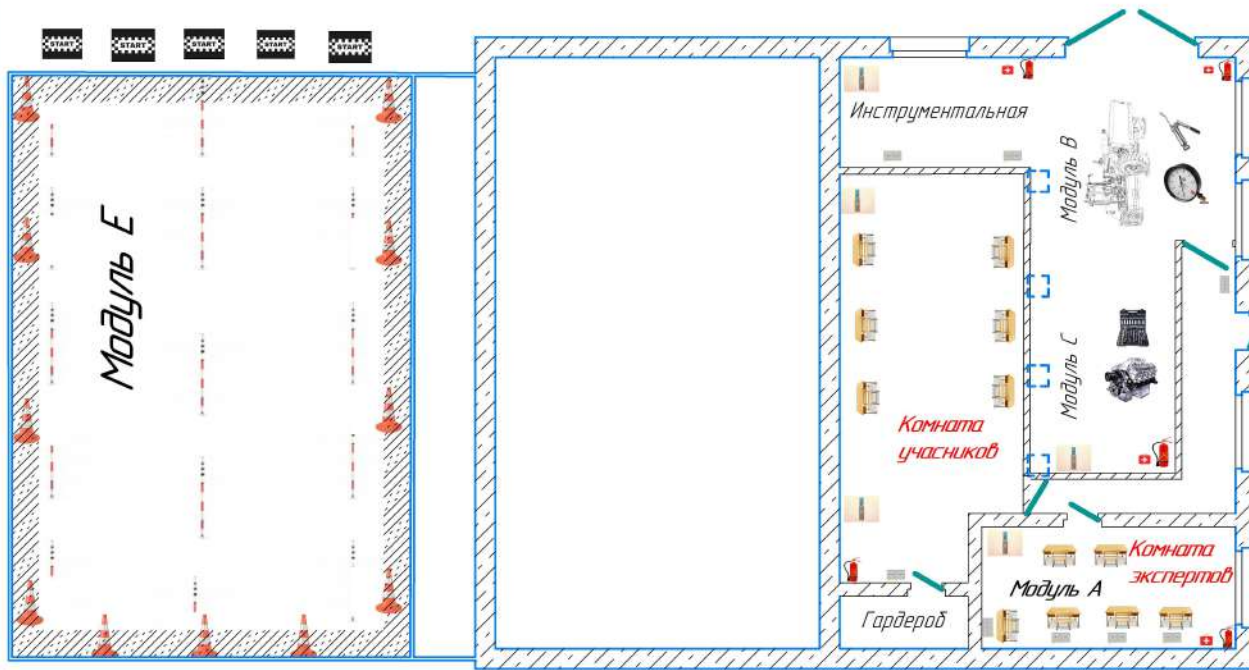 START
START
START
START
START
Модуль Е
Инструментальная
Модуль В
Модуль С
Комната
учасников
Комната
экспертов
Модуль А
Гардероб